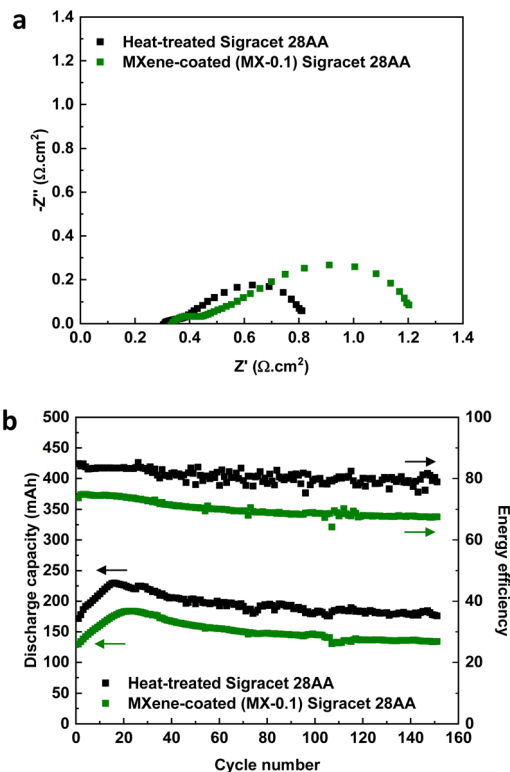 a
1.4
1.2
1.0
0.8
0.6
0.4
0.2
0.0
-Z'' (Ω.cm²)
Heat-treated Sigracet 28AA
MXene-coated (MX-0.1) Sigracet 28AA
0.0 0.2 0.4 0.6 0.8 1.0 1.2 1.4
Z' (Ω.cm²)
b
500
450
400
350
300
250
200
150
100
50
0
Discharge capacity (mAh)
100
80
60
40
20
0
Energy efficiency
Heat-treated Sigracet 28AA
MXene-coated (MX-0.1) Sigracet 28AA
0 20 40 60 80 100 120 140 160
Cycle number